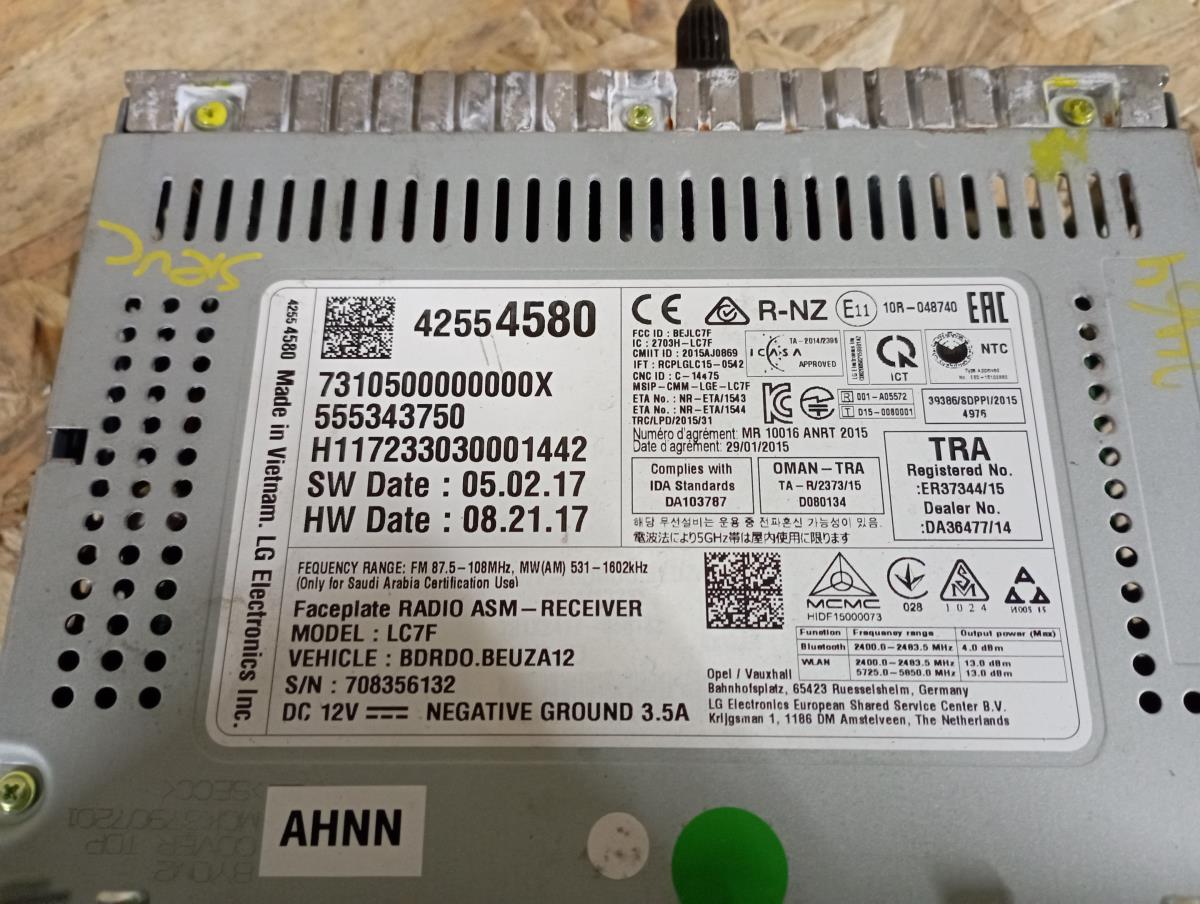 42554580
7310500000000X
555343750
H117233030001442
SW Date : 05.02.17
HW Date : 08.21.17
42554580 Made in Vietnam. LG Electronics Inc.
CE R-NZ E11 10R-048740 EAC
FCC ID : BEJLC7F
IC : 2703H-LC7F
CMIIT ID : 2015AJ0869
IFT : RCPLGLC15-0542
CNC ID : C-14475
MSIP-CMM-LGE-LC7F
ETA No. : NR-ETA/1543
ETA No. : NR-ETA/1544
TRC/LPD/2015/31
ICASA
APPROVED
ICT
NTC
R 001-A05572
T D15-0080001
39386/SDPPI/2015
4976
Numéro d'agrément: MR 10016 ANRT 2015
Date d'agrément: 29/01/2015
Complies with
IDA Standards
DA103787
OMAN-TRA
TA-R/2373/15
D080134
TRA
Registered No.
:ER37344/15
Dealer No.
:DA36477/14
해당 무선설비는 운용 중 전파혼신 가능성이 있음.
電波法により5GHz帯は屋内使用に限ります
FEQUENCY RANGE: FM 87.5-108MHz, MW(AM) 531-1602kHz
(Only for Saudi Arabia Certification Use)
Faceplate RADIO ASM-RECEIVER
MODEL : LC7F
VEHICLE : BDRDO.BEUZA12
S/N : 708356132
DC 12V NEGATIVE GROUND 3.5A
MCMC
HIDF15000073
028
1024
Function Frequency range Output power (Max)
Bluetooth 2400.0-2483.5 MHz 4.0 dBm
WLAN 2400.0-2483.5 MHz 13.0 dBm
5725.0-5850.0 MHz 13.0 dBm
Opel / Vauxhall
Bahnhofsplatz, 65423 Ruesselsheim, Germany
LG Electronics European Shared Service Center B.V.
Krijgsman 1, 1186 DM Amstelveen, The Netherlands
AHNN
COVER TOP